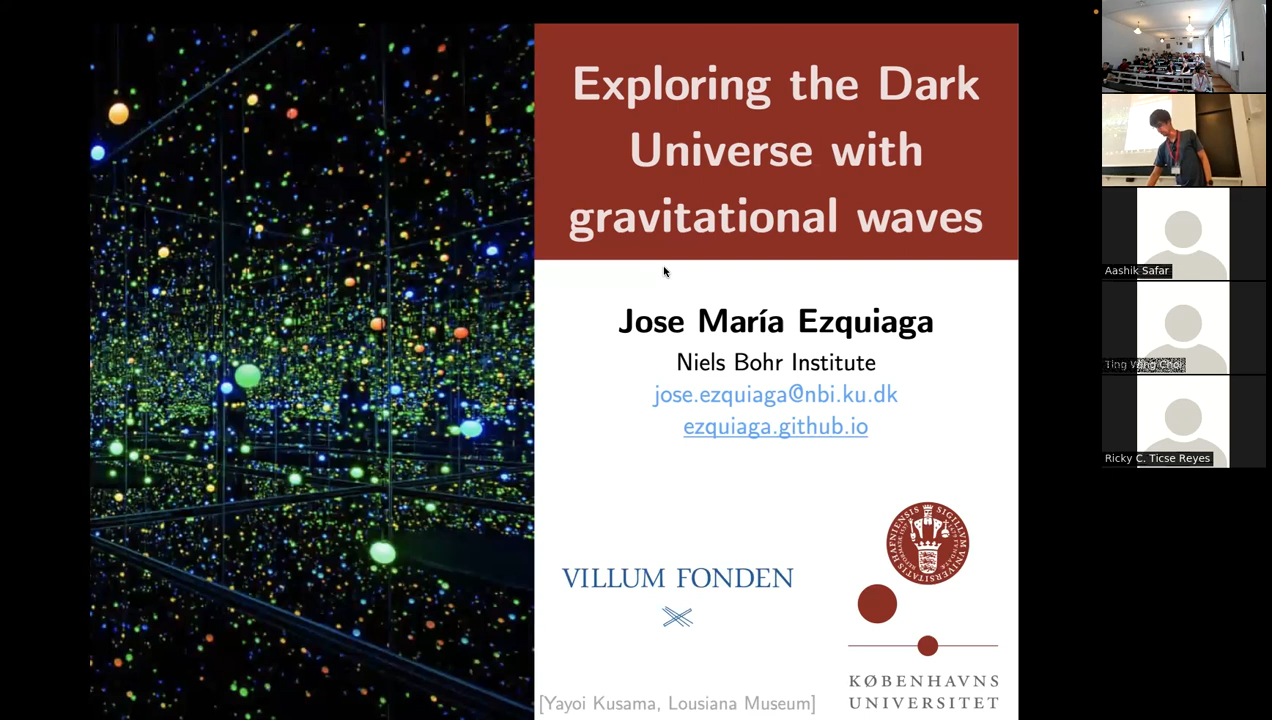 Exploring the Dark
Universe with
gravitational waves
Jose María Ezquiaga
Niels Bohr Institute
jose.ezquiaga@nbi.ku.dk
ezquiaga.github.io
VILLUM FONDEN
KØBENHAVNS
UNIVERSITET
[Yayoi Kusama, Lousiana Museum]
Aashik Safar
Ricky C. Ticse Reyes